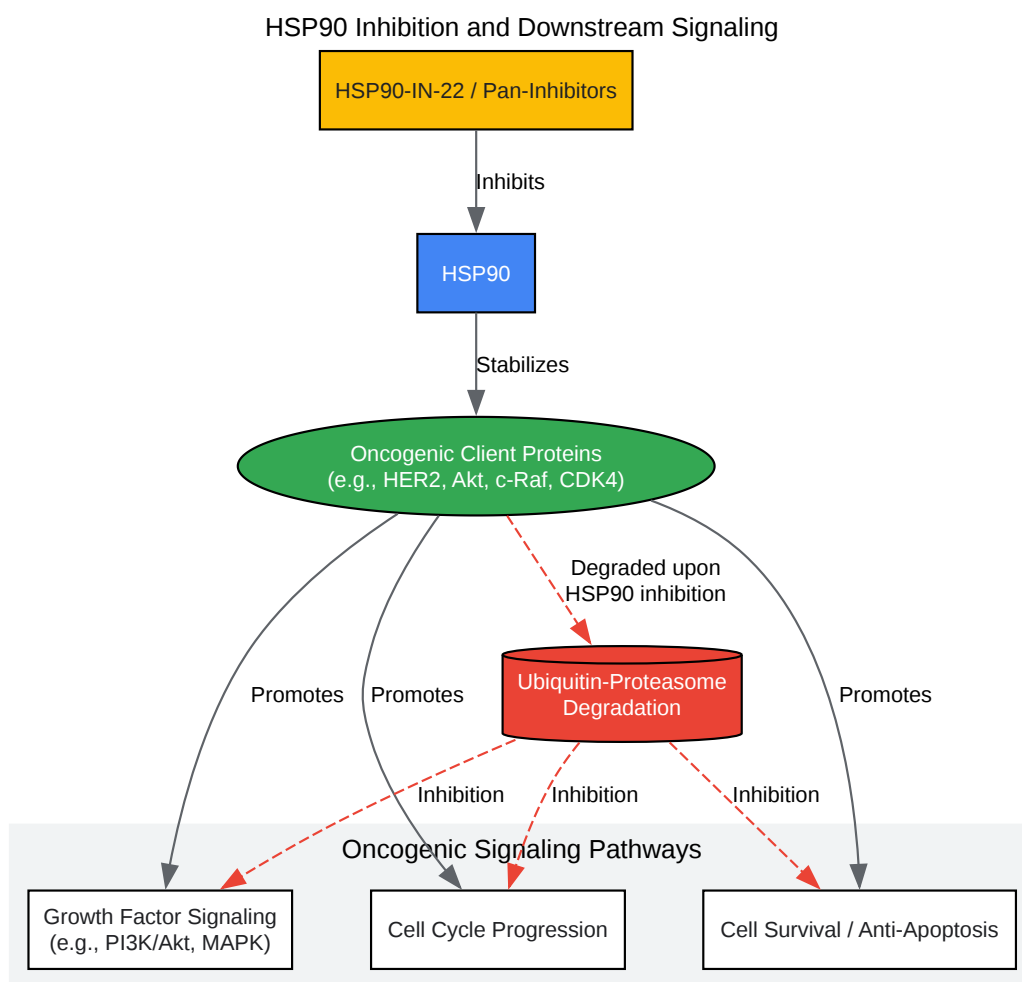 HSP90 Inhibition and Downstream Signaling
HSP90-IN-22 / Pan-Inhibitors
Inhibits
HSP90
Stabilizes
Oncogenic Client Proteins
(e.g., HER2, Akt, c-Raf, CDK4)
Degraded upon
HSP90 inhibition
Ubiquitin-Proteasome
Degradation
Promotes
Promotes
Promotes
Inhibition
Inhibition
Inhibition
Oncogenic Signaling Pathways
Growth Factor Signaling
(e.g., PI3K/Akt, MAPK)
Cell Cycle Progression
Cell Survival / Anti-Apoptosis